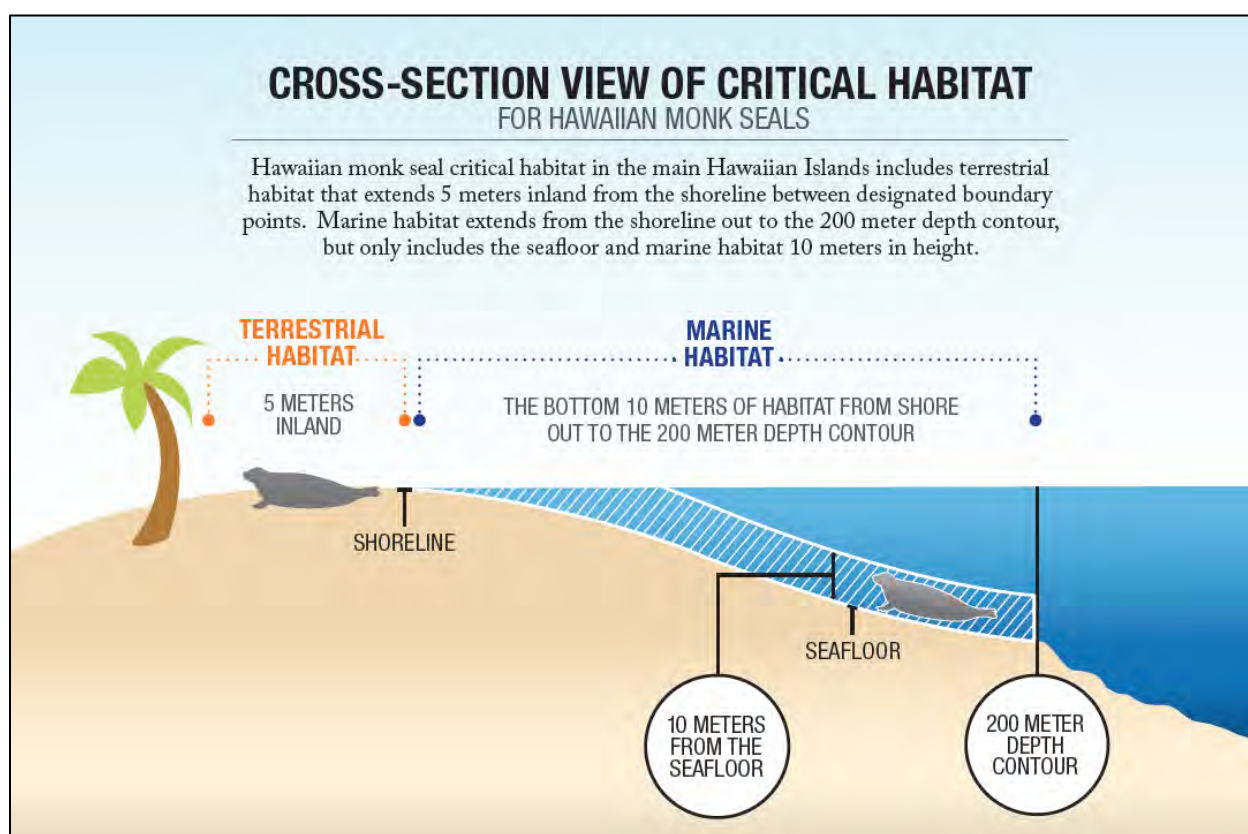 CROSS-SECTION VIEW OF CRITICAL HABITAT
FOR HAWAIIAN MONK SEALS
Hawaiian monk seal critical habitat in the main Hawaiian Islands includes terrestrial
habitat that extends 5 meters inland from the shoreline between designated boundary
points. Marine habitat extends from the shoreline out to the 200 meter depth contour,
but only includes the seafloor and marine habitat 10 meters in height.
TERRESTRIAL
HABITAT
5 METERS
INLAND
MARINE
HABITAT
THE BOTTOM 10 METERS OF HABITAT FROM SHORE
OUT TO THE 200 METER DEPTH CONTOUR
SHORELINE
SEAFLOOR
10 METERS
FROM THE
SEAFLOOR
200 METER
DEPTH
CONTOUR